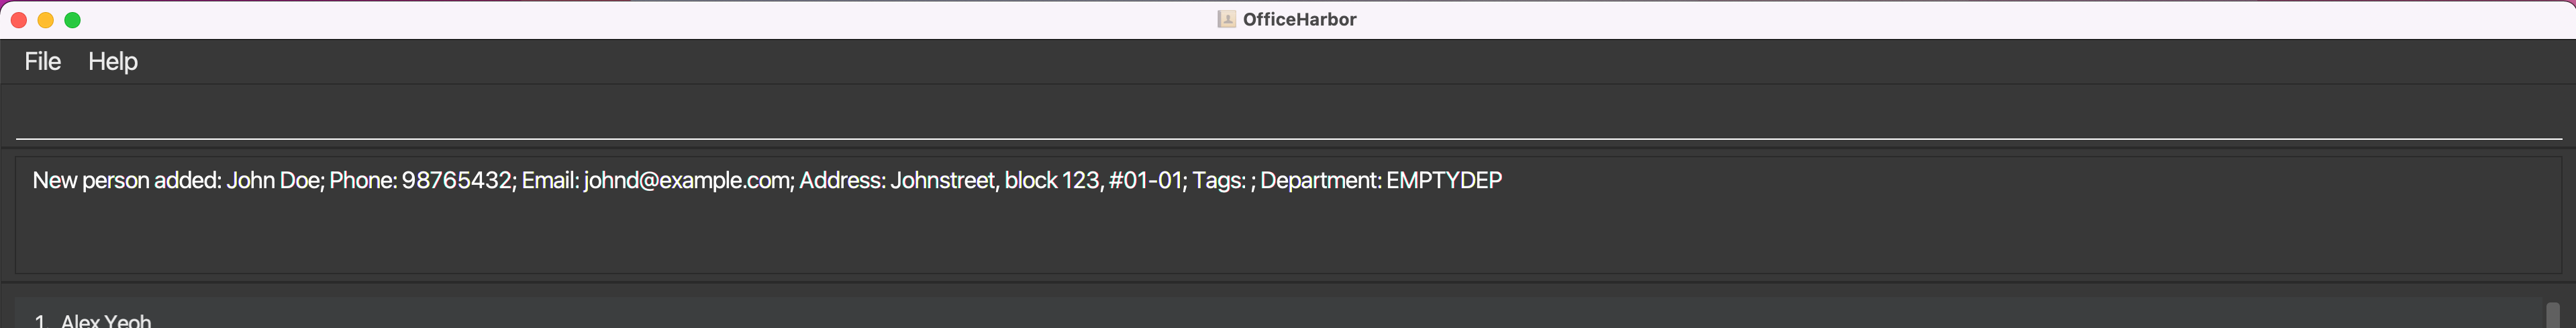 OfficeHarbor
File Help
New person added: John Doe; Phone: 98765432; Email: johnd@example.com; Address: Johnstreet, block 123, #01-01; Tags: ; Department: EMPTYDEP
1. Alex Yeoh